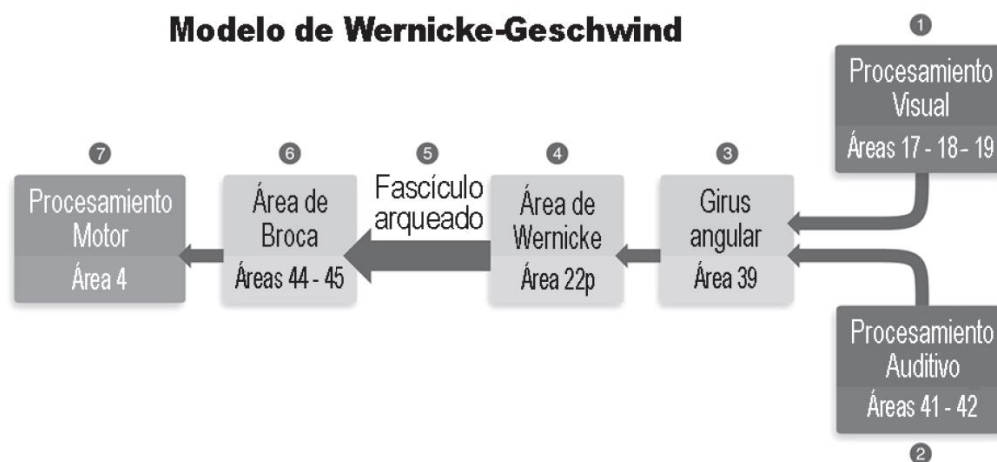 Modelo de Wernicke-Geschwind
1
Procesamiento
Visual
Áreas 17 - 18 - 19
7
Procesamiento
Motor
Área 4
6
Área de
Broca
Áreas 44 - 45
5
Fascículo
arqueado
4
Área de
Wernicke
Área 22p
3
Girus
angular
Área 39
Procesamiento
Auditivo
Áreas 41 - 42
2